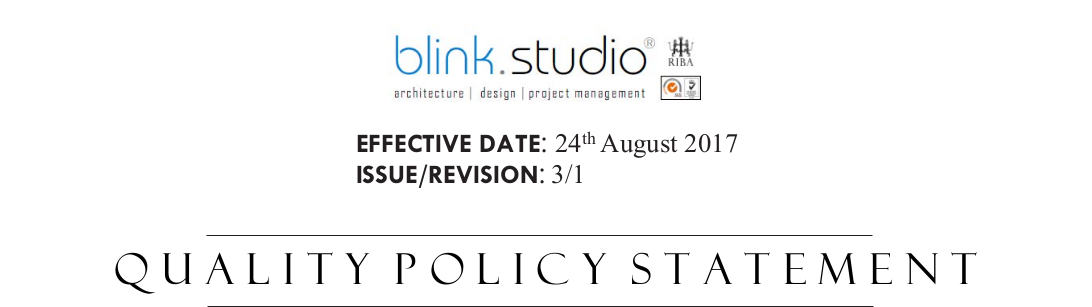 blink.studio®
RIBA
architecture | design | project management
EFFECTIVE DATE: 24th August 2017
ISSUE/REVISION: 3/1
QUALITY POLICY STATEMENT